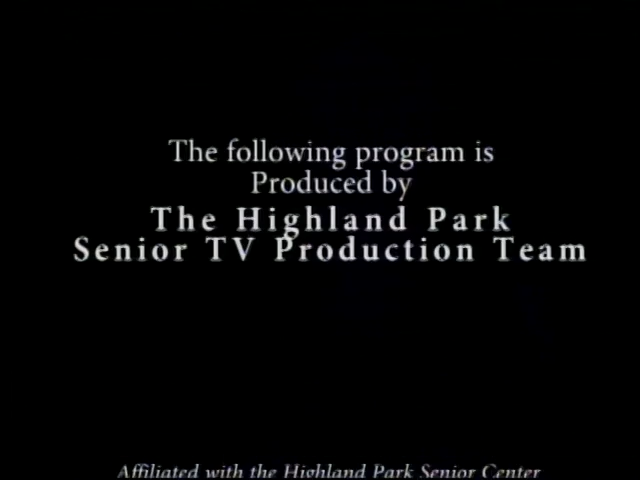 The following program is
Produced by
The Highland Park
Senior TV Production Team
Affiliated with the Highland Park Senior Center